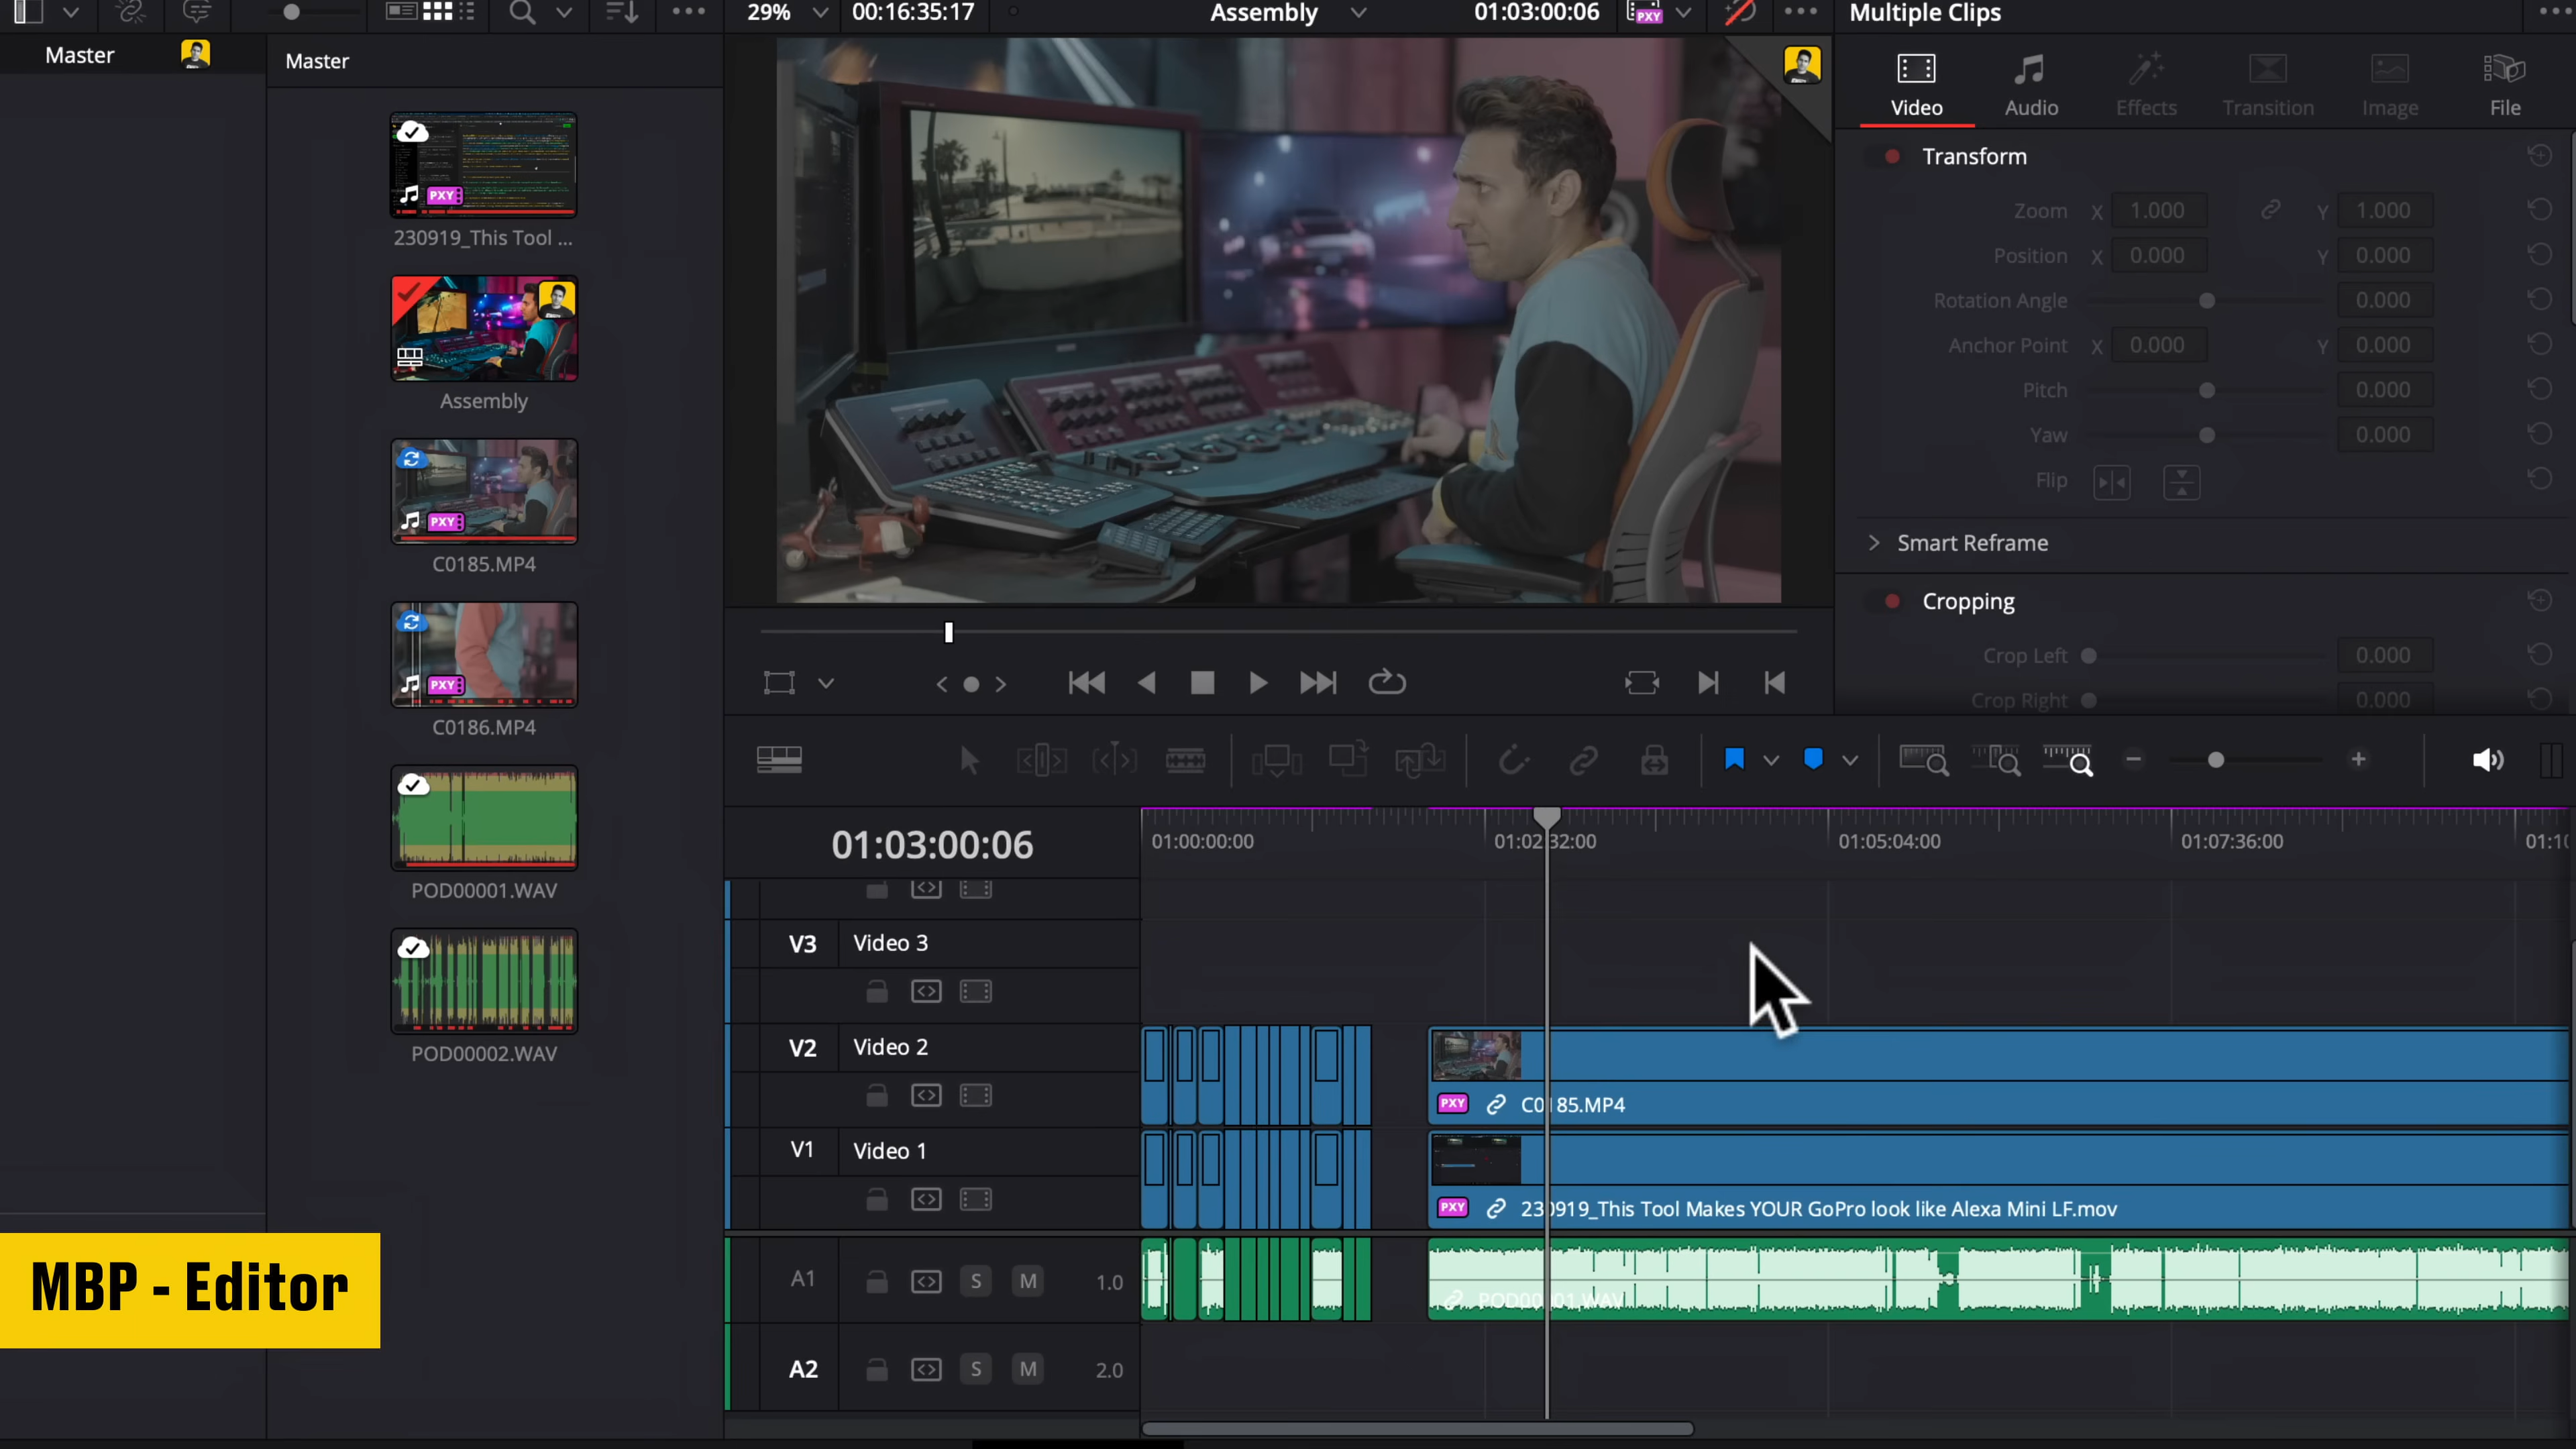 29%
00:16:35:17
Assembly
01:03:00:06
PXY
Multiple Clips
Master
Master
Video
Audio
Effects
Transition
Image
File
PXY
230919_This Tool ...
Assembly
PXY
C0185.MP4
PXY
C0186.MP4
POD00001.WAV
POD00002.WAV
Transform
Zoom X 1.000 Y 1.000
Position X 0.000 Y 0.000
Rotation Angle 0.000
Anchor Point X 0.000 Y 0.000
Pitch 0.000
Yaw 0.000
Flip
Smart Reframe
Cropping
Crop Left 0.000
Crop Right 0.000
01:03:00:06
01:00:00:00
01:02:32:00
01:05:04:00
01:07:36:00
V3 Video 3
V2 Video 2
PXY C0185.MP4
V1 Video 1
PXY 230919_This Tool Makes YOUR GoPro look like Alexa Mini LF.mov
A1 S M 1.0
POD00001.WAV
A2 S M 2.0
MBP - Editor